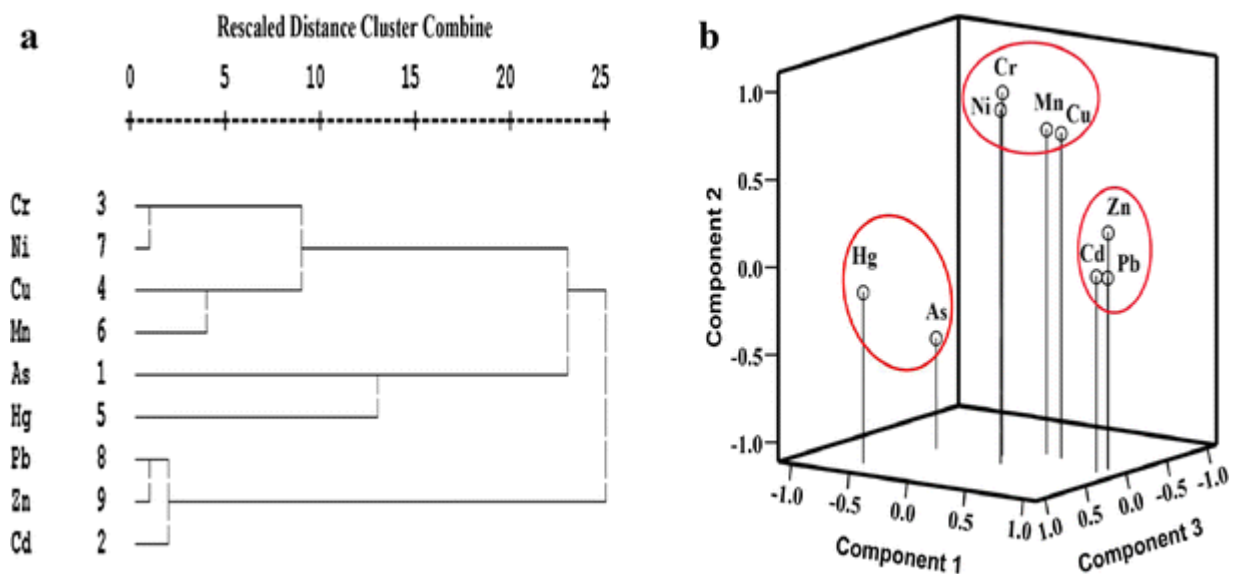 a
Rescaled Distance Cluster Combine
0 5 10 15 20 25
Cr 3
Ni 7
Cu 4
Mn 6
As 1
Hg 5
Pb 8
Zn 9
Cd 2
b
Component 2
1.0
0.5
0.0
-0.5
-1.0
Cr
Ni
Mn
Cu
Zn
Cd
Pb
Hg
As
-1.0 -0.5 0.0 0.5 1.0
Component 1
1.0 0.5 0.0 -0.5 -1.0
Component 3